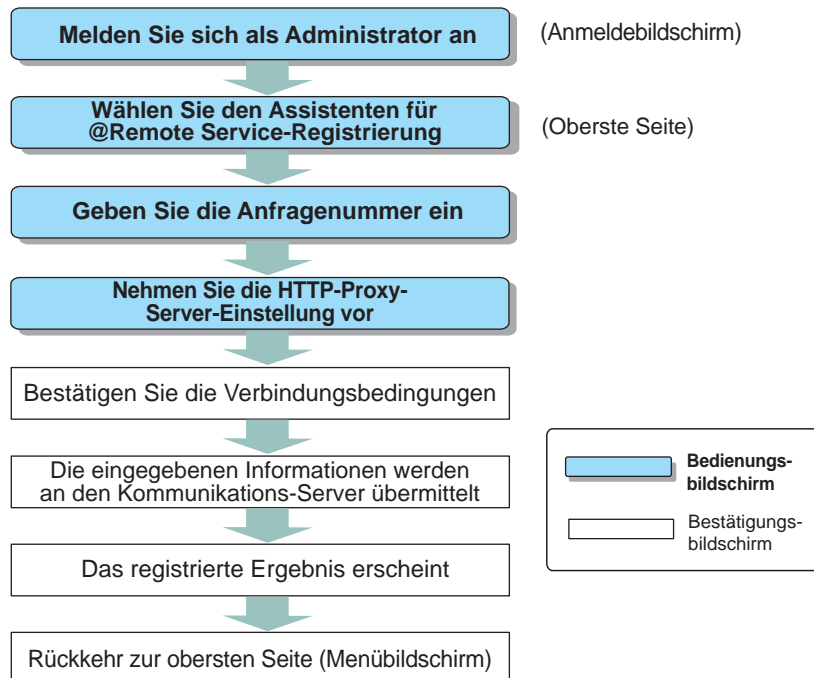 Melden Sie sich als Administrator an
(Anmeldebildschirm)
Wählen Sie den Assistenten für
@Remote Service-Registrierung
(Oberste Seite)
Geben Sie die Anfragenummer ein
Nehmen Sie die HTTP-Proxy-
Server-Einstellung vor
Bestätigen Sie die Verbindungsbedingungen
Die eingegebenen Informationen werden
an den Kommunikations-Server übermittelt
Das registrierte Ergebnis erscheint
Rückkehr zur obersten Seite (Menübildschirm)
Bedienungs-
bildschirm
Bestätigungs-
bildschirm